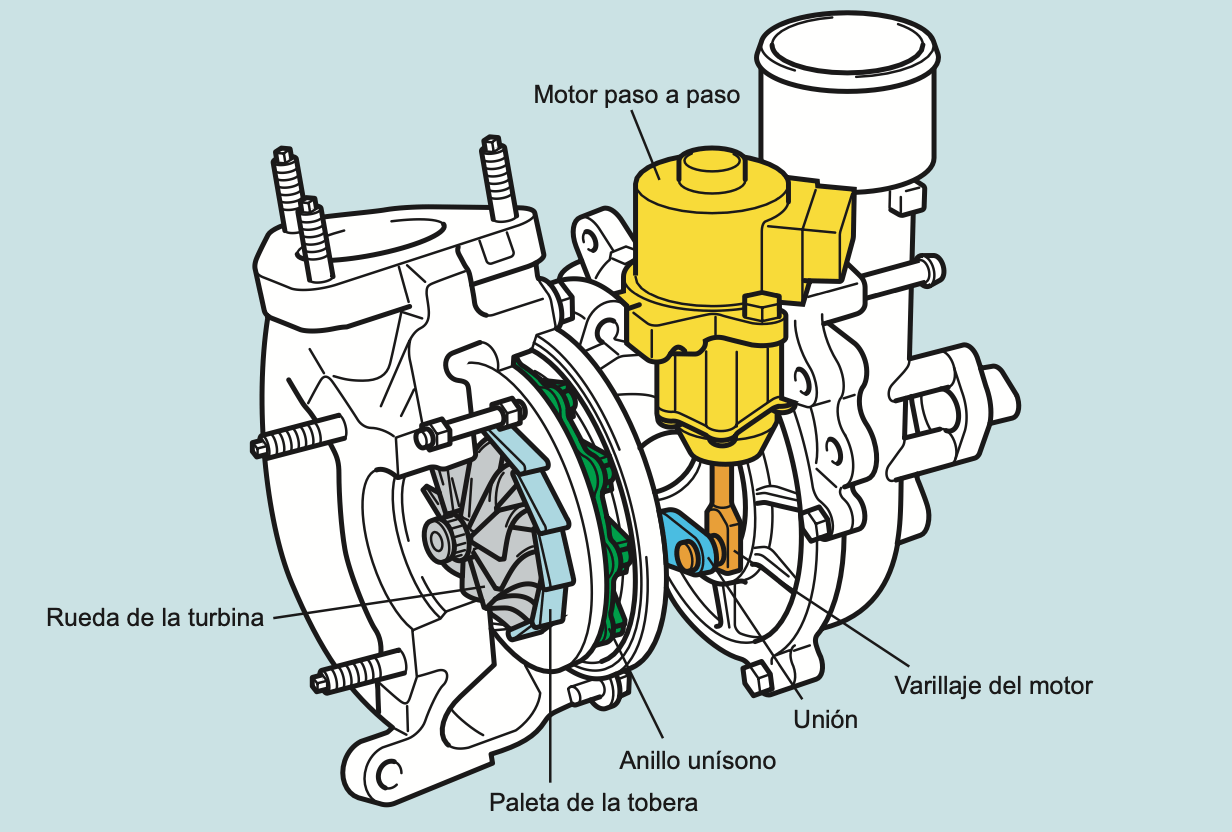 Motor paso a paso
Rueda de la turbina
Varillaje del motor
Unión
Anillo unísono
Paleta de la tobera